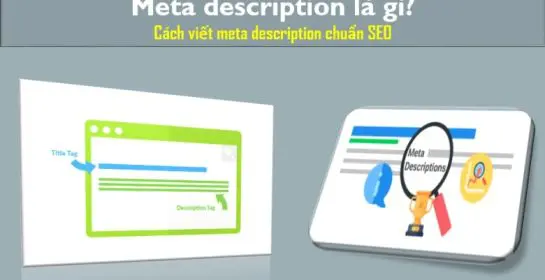 Meta description là gì?
Cách viết meta description chuẩn SEO
Title Tag
Description Tag
Meta
Descriptions